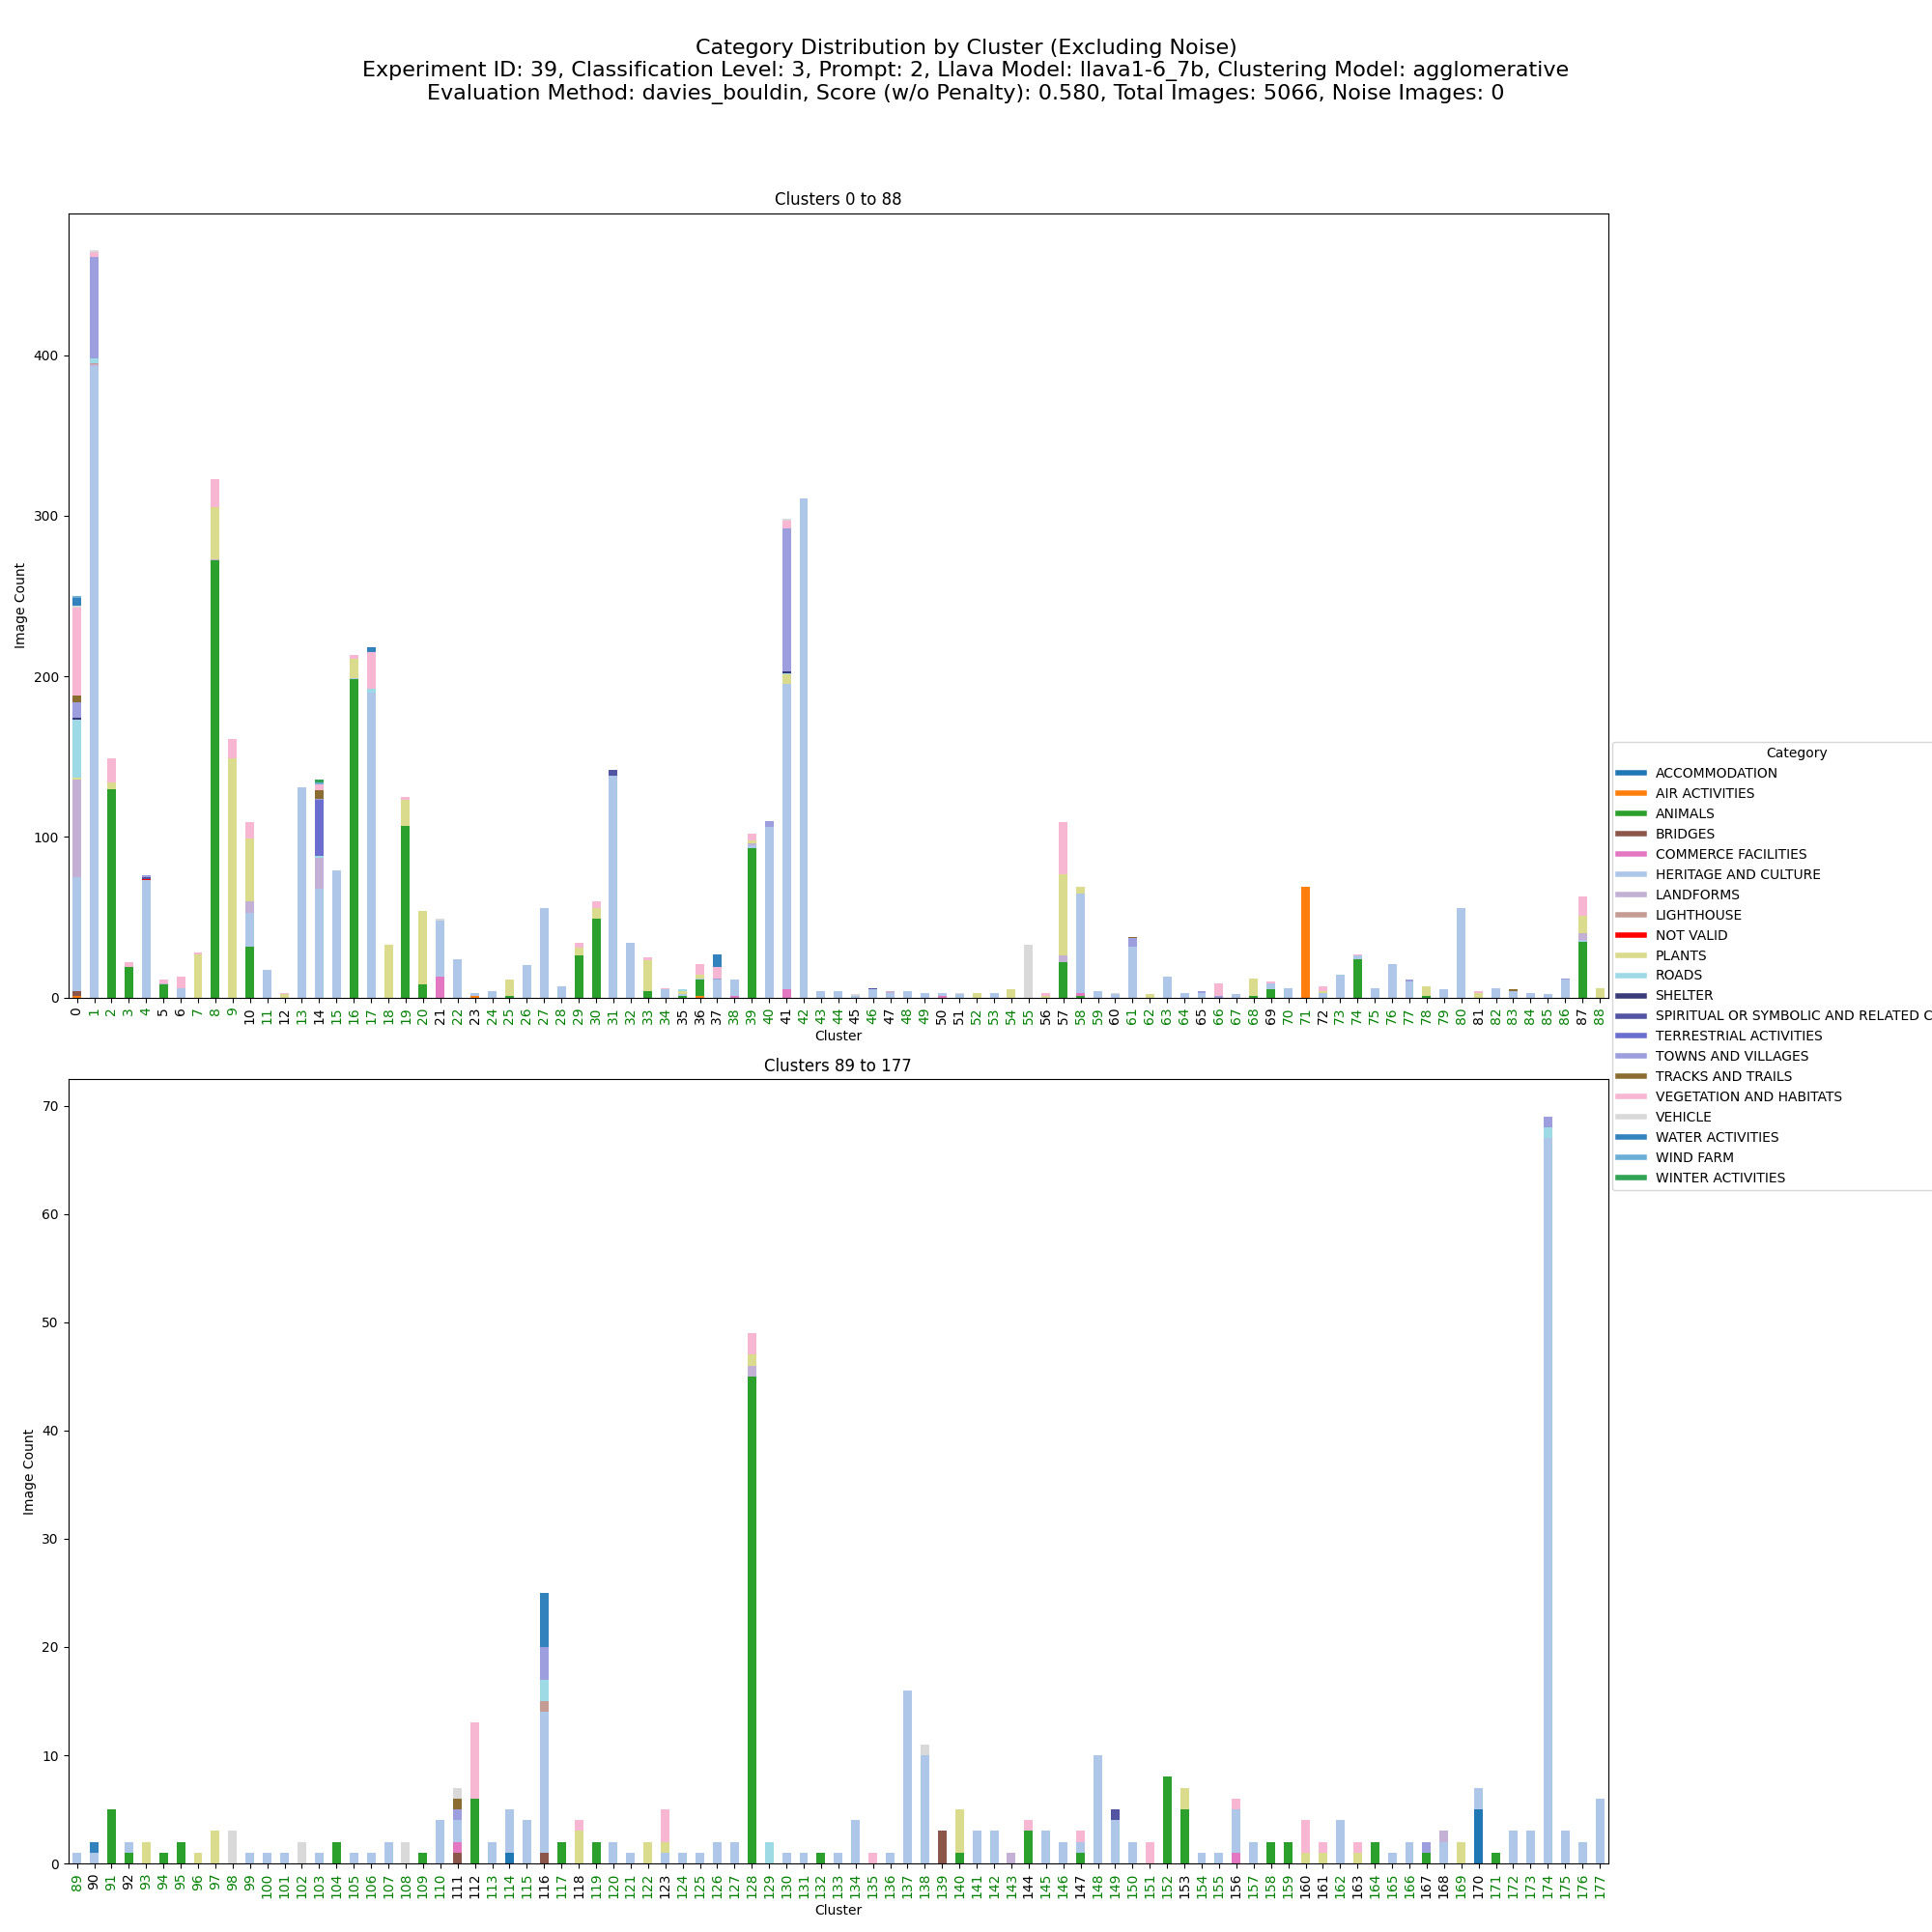 Category Distribution by Cluster (Excluding Noise)
Experiment ID: 39, Classification Level: 3, Prompt: 2, Llava Model: llava1-6_7b, Clustering Model: agglomerative
Evaluation Method: davies_bouldin, Score (w/o Penalty): 0.580, Total Images: 5066, Noise Images: 0
Clusters 0 to 88
Image Count
400
300
200
100
0
0 1 2 3 4 5 6 7 8 9 10 11 12 13 14 15 16 17 18 19 20 21 22 23 24 25 26 27 28 29 30 31 32 33 34 35 36 37 38 39 40 41 42 43 44 45 46 47 48 49 50 51 52 53 54 55 56 57 58 59 60 61 62 63 64 65 66 67 68 69 70 71 72 73 74 75 76 77 78 79 80 81 82 83 84 85 86 87 88
Cluster
Category
ACCOMMODATION
AIR ACTIVITIES
ANIMALS
BRIDGES
COMMERCE FACILITIES
HERITAGE AND CULTURE
LANDFORMS
LIGHTHOUSE
NOT VALID
PLANTS
ROADS
SHELTER
SPIRITUAL OR SYMBOLIC AND RELATED C
TERRESTRIAL ACTIVITIES
TOWNS AND VILLAGES
TRACKS AND TRAILS
VEGETATION AND HABITATS
VEHICLE
WATER ACTIVITIES
WIND FARM
WINTER ACTIVITIES
Clusters 89 to 177
Image Count
70
60
50
40
30
20
10
0
89 90 91 92 93 94 95 96 97 98 99 100 101 102 103 104 105 106 107 108 109 110 111 112 113 114 115 116 117 118 119 120 121 122 123 124 125 126 127 128 129 130 131 132 133 134 135 136 137 138 139 140 141 142 143 144 145 146 147 148 149 150 151 152 153 154 155 156 157 158 159 160 161 162 163 164 165 166 167 168 169 170 171 172 173 174 175 176 177
Cluster